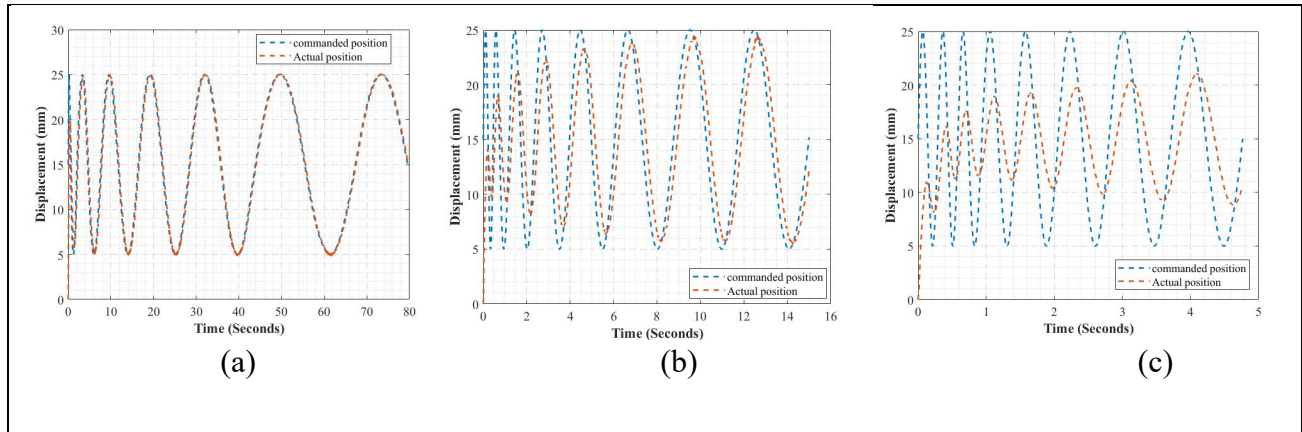 30
25
20
15
10
5
0
Displacement (mm)
commanded position
Actual position
0 10 20 30 40 50 60 70 80
Time (Seconds)
(a)
25
20
15
10
5
0
Displacement (mm)
commanded position
Actual position
0 2 4 6 8 10 12 14 16
Time (Seconds)
(b)
25
20
15
10
5
0
Displacement (mm)
commanded position
Actual position
0 1 2 3 4 5
Time (Seconds)
(c)